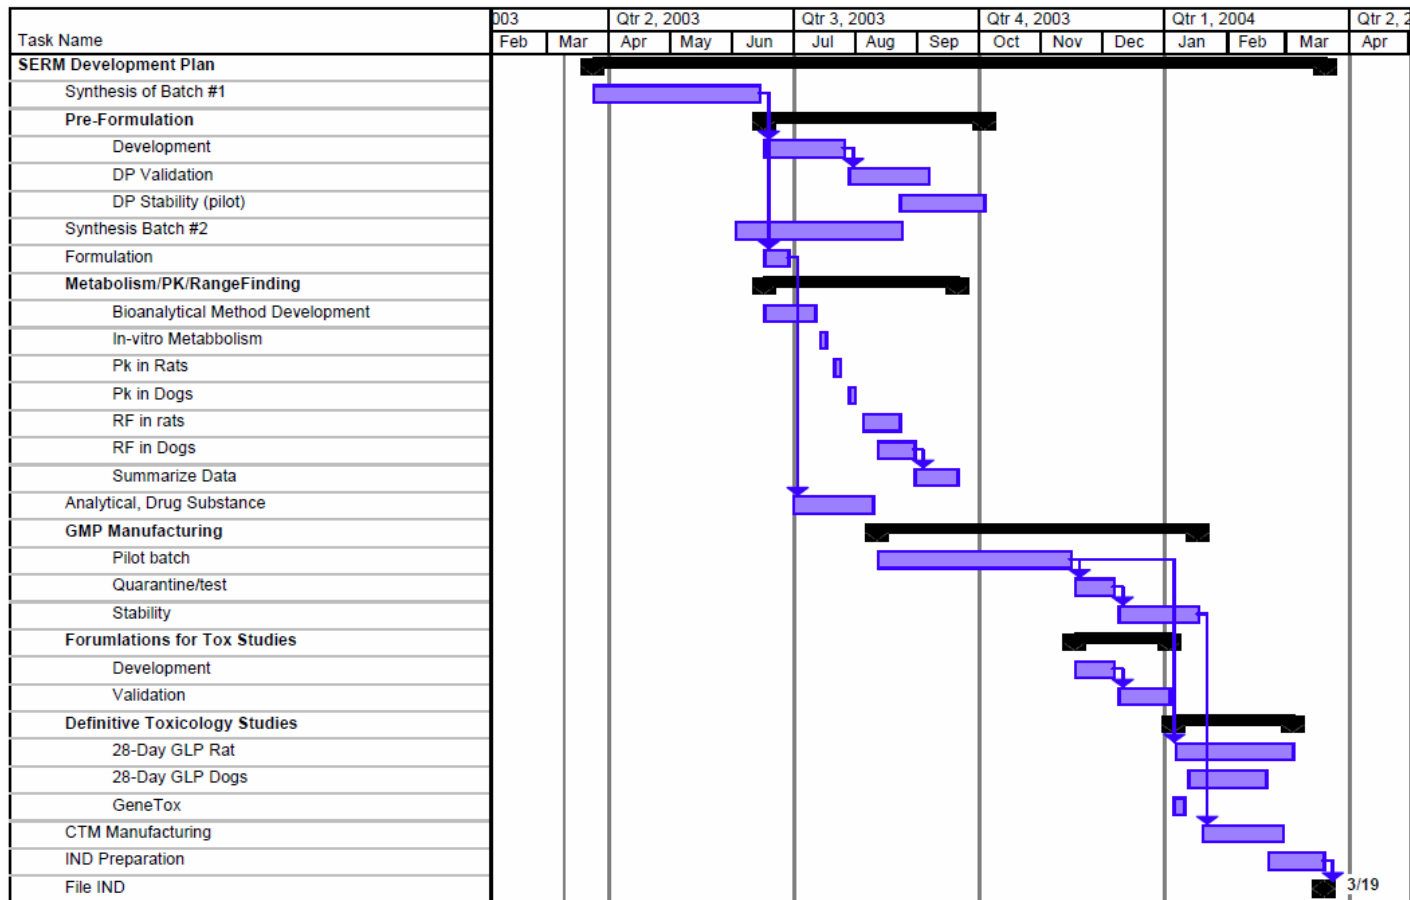 003 Qtr 2, 2003 Qtr 3, 2003 Qtr 4, 2003 Qtr 1, 2004 Qtr 2, 2
Task Name Feb Mar Apr May Jun Jul Aug Sep Oct Nov Dec Jan Feb Mar Apr
SERM Development Plan
Synthesis of Batch #1
Pre-Formulation
Development
DP Validation
DP Stability (pilot)
Synthesis Batch #2
Formulation
Metabolism/PK/RangeFinding
Bioanalytical Method Development
In-vitro Metabbolism
Pk in Rats
Pk in Dogs
RF in rats
RF in Dogs
Summarize Data
Analytical, Drug Substance
GMP Manufacturing
Pilot batch
Quarantine/test
Stability
Forumlations for Tox Studies
Development
Validation
Definitive Toxicology Studies
28-Day GLP Rat
28-Day GLP Dogs
GeneTox
CTM Manufacturing
IND Preparation
File IND 3/19